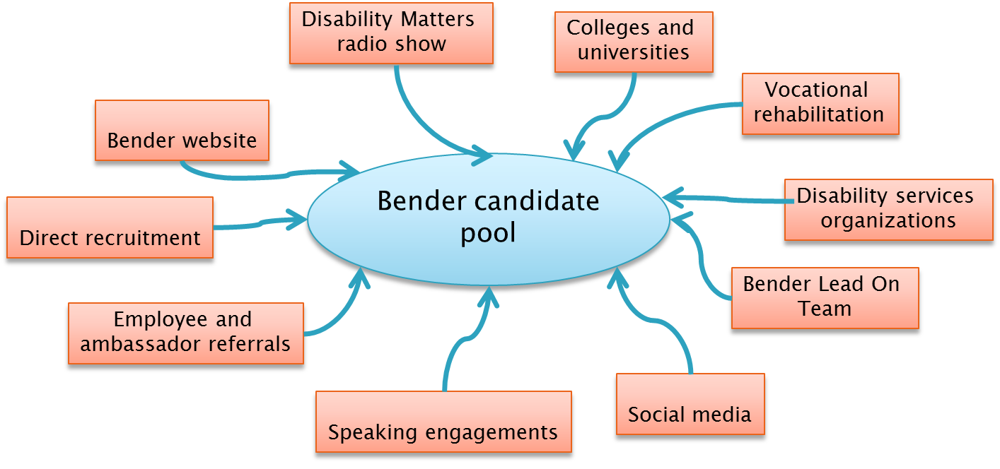 Disability Matters
radio show
Colleges and
universities
Vocational
rehabilitation
Bender website
Disability services
organizations
Bender candidate
pool
Direct recruitment
Bender Lead On
Team
Employee and
ambassador referrals
Social media
Speaking engagements